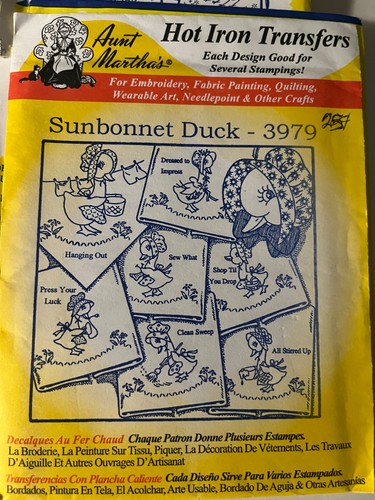 Aunt Martha's®
Hot Iron Transfers
Each Design Good for
Several Stampings!
For Embroidery, Fabric Painting, Quilting,
Wearable Art, Needlepoint & Other Crafts
Sunbonnet Duck - 3979
Dressed to
Impress
Hanging Out
Sew What
Shop Til
You Drop
Press Your
Luck
Clean Sweep
All Stirred Up
Decalques Au Fer Chaud Chaque Patron Donne Plusieurs Estampes.
La Broderie, La Peinture Sur Tissu, Piquer, La Décoration De Vétements, Les Travaux
D'Aiguille Et Autres Ouvrages D'Artisanat
Transferencias Con Plancha Caliente Cada Diseño Sirve Para Varios Estampados.
Bordados, Pintura En Tela, El Acolchar, Arte Usable, Bordado De Aguja & Otras Artesanias